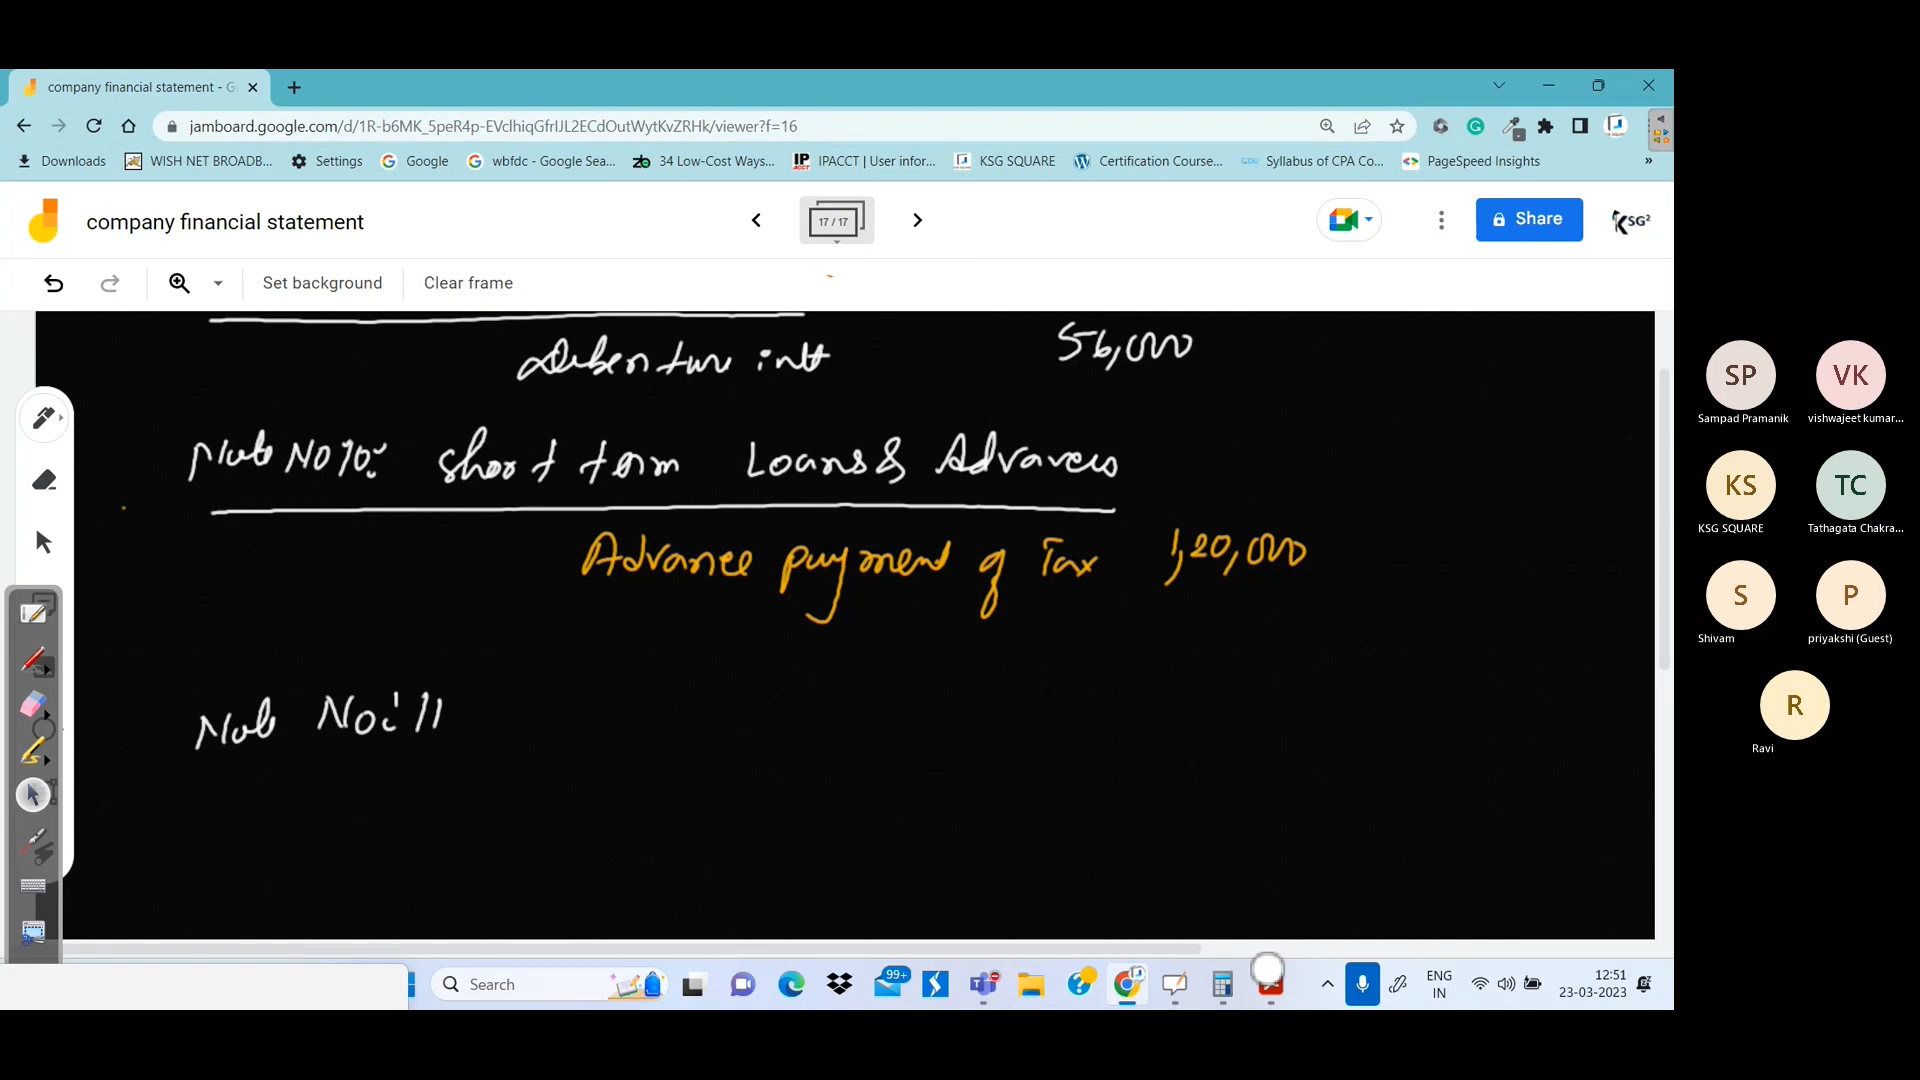 company financial statement - G
jamboard.google.com/d/1R-b6MK_5peR4p-EVclhiqGfrIJL2ECdOutWytKvZRHk/viewer?f=16
Downloads WISH NET BROADB... Settings Google wbfdc - Google Sea... 34 Low-Cost Ways... IPACCT | User infor... KSG SQUARE Certification Course... Syllabus of CPA Co... PageSpeed Insights »
company financial statement
17 / 17
Share
KSG²
Set background Clear frame
Debenture intt 56,000
Note No 10: short term Loans & Advances
Advance payment of Tax 1,20,000
Note No: 11
SP VK
Sampad Pramanik vishwajeet kumar...
KS TC
KSG SQUARE Tathagata Chakra...
S P
Shivam priyakshi (Guest)
R
Ravi
Search
99+
ENG
IN
12:51
23-03-2023